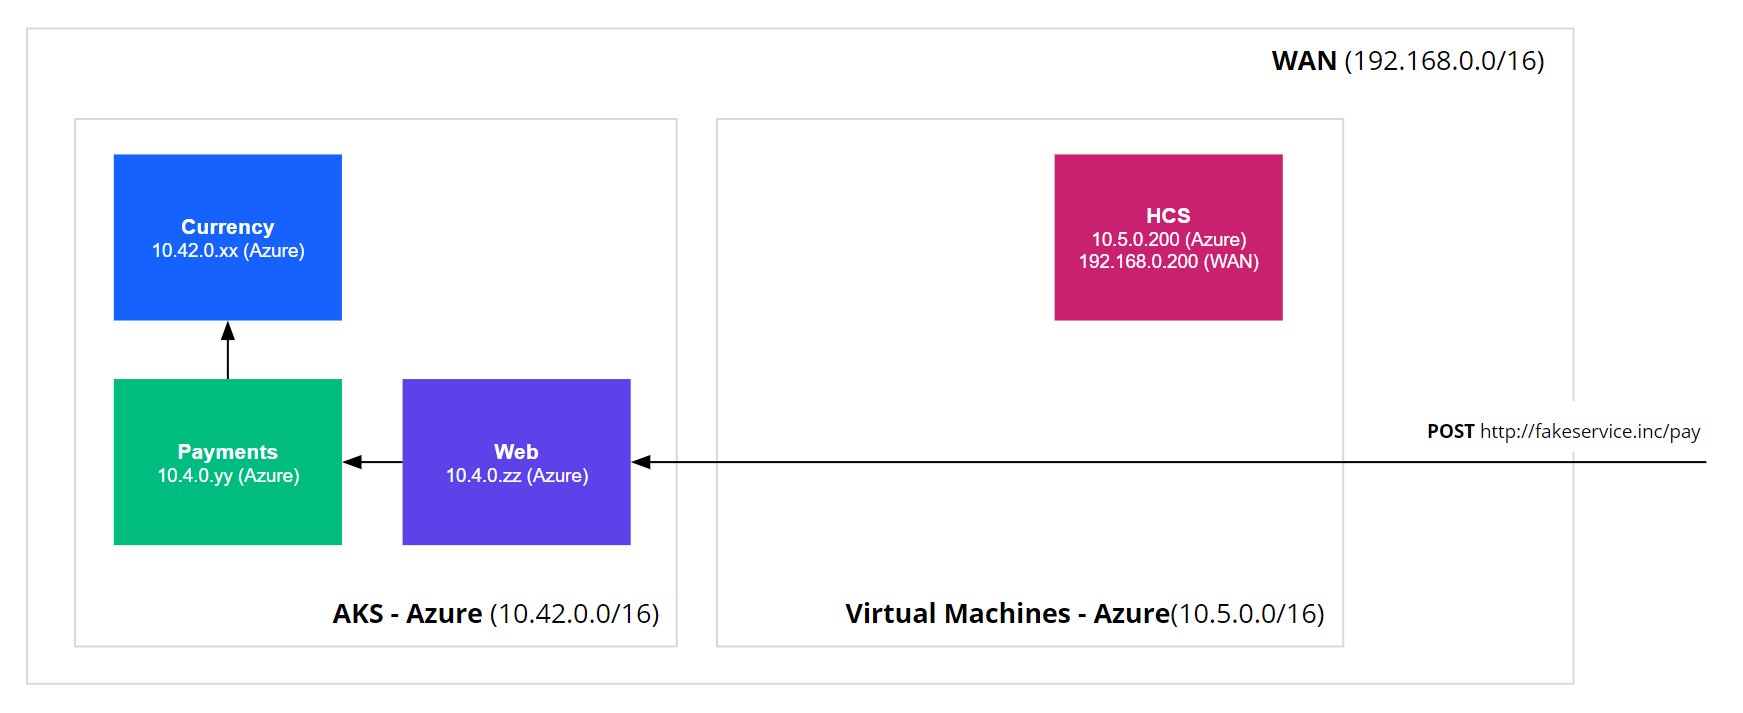 WAN (192.168.0.0/16)
Currency
10.42.0.xx (Azure)
HCS
10.5.0.200 (Azure)
192.168.0.200 (WAN)
POST http://fakeservice.inc/pay
Payments
10.4.0.yy (Azure)
Web
10.4.0.zz (Azure)
AKS - Azure (10.42.0.0/16)
Virtual Machines - Azure(10.5.0.0/16)